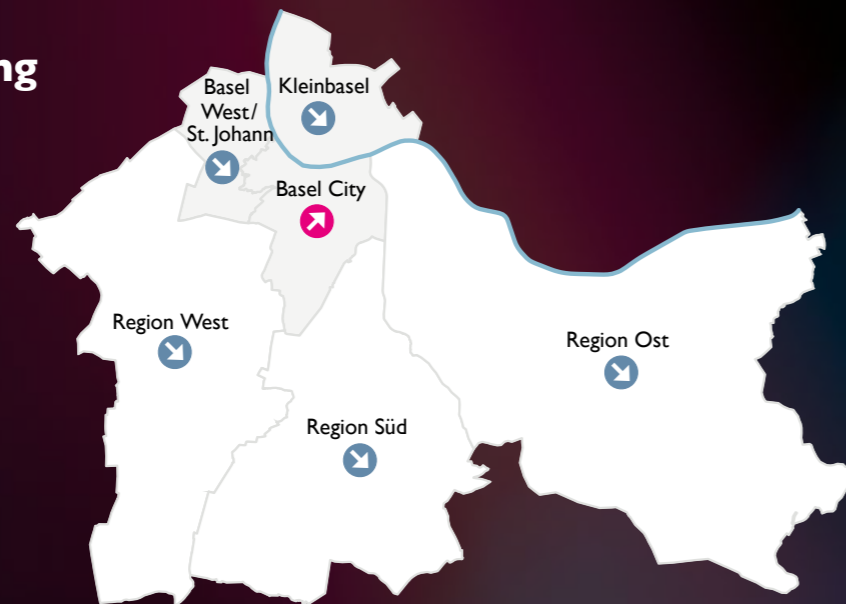 ng
Basel
West/
St. Johann
Kleinbasel
Basel City
Region West
Region Ost
Region Süd